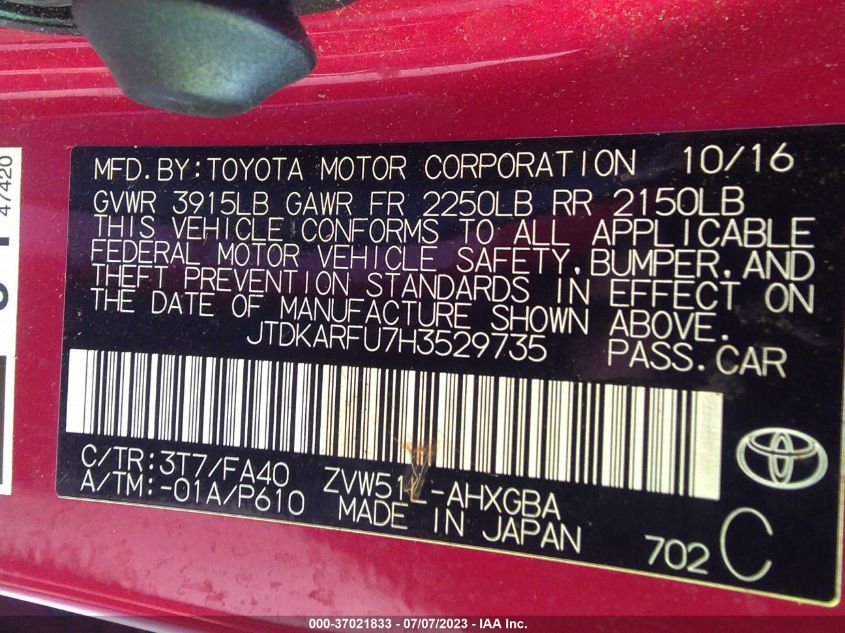 MFD.BY:TOYOTA MOTOR CORPORATION 10/16
GVWR 3915LB GAWR FR 2250LB RR 2150LB
THIS VEHICLE CONFORMS TO ALL APPLICABLE
FEDERAL MOTOR VEHICLE SAFETY,BUMPER,AND
THEFT PREVENTION STANDARDS IN EFFECT ON
THE DATE OF MANUFACTURE SHOWN ABOVE.
JTDKARFU7H3529735 PASS.CAR
C/TR:3T7/FA40 ZVW51L-AHXGBA
A/TM:-01A/P610 MADE IN JAPAN
702 C
47420
000-37021833 - 07/07/2023 - IAA Inc.